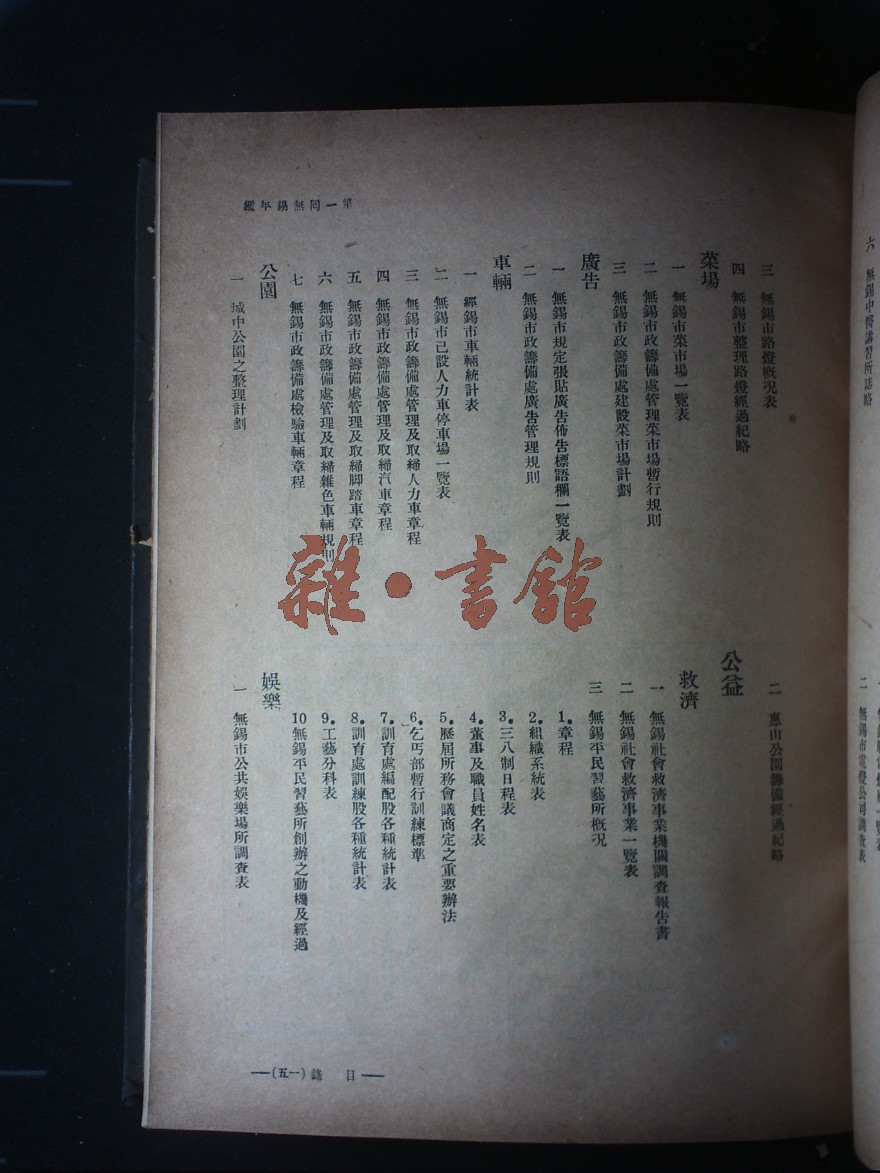 第一回無錫年鑑
三 無錫市路燈概况表
四 無錫市整理路燈經過紀略
菜場
一 無錫市菜市場一覽表
二 無錫市政籌備處管理菜市場暫行規則
三 無錫市政籌備處建設菜市場計劃
廣告
一 無錫市規定張貼廣告佈告標語欄一覽表
二 無錫市政籌備處廣告管理規則
車輛
一 無錫市車輛統計表
二 無錫市已設人力車停車場一覽表
三 無錫市政籌備處管理及取締人力車章程
四 無錫市政籌備處管理及取締汽車章程
五 無錫市政籌備處管理及取締脚踏車章程
六 無錫市政籌備處管理及取締雜色車輛規則
七 無錫市政籌備處檢驗車輛章程
公園
一 城中公園之整理計劃
二 惠山公園籌備經過紀略
公益
救濟
一 無錫社會救濟事業機關調查報告書
二 無錫社會救濟事業一覽表
三 無錫平民習藝所概况
1.章程
2.組織系統表
3.三八制日程表
4.董事及職員姓名表
5.歷屆所務會議商定之重要辦法
6.乞丐部暫行訓練標準
7.訓育處編配股各種統計表
8.訓育處訓練股各種統計表
9.工藝分科表
10無錫平民習藝所創辦之動機及經過
娛樂
一 無錫市公共娛樂場所調查表
目錄 (一五)
雜·書館
六 無錫中醫講習所誌略
二 無錫市電燈公司調查表